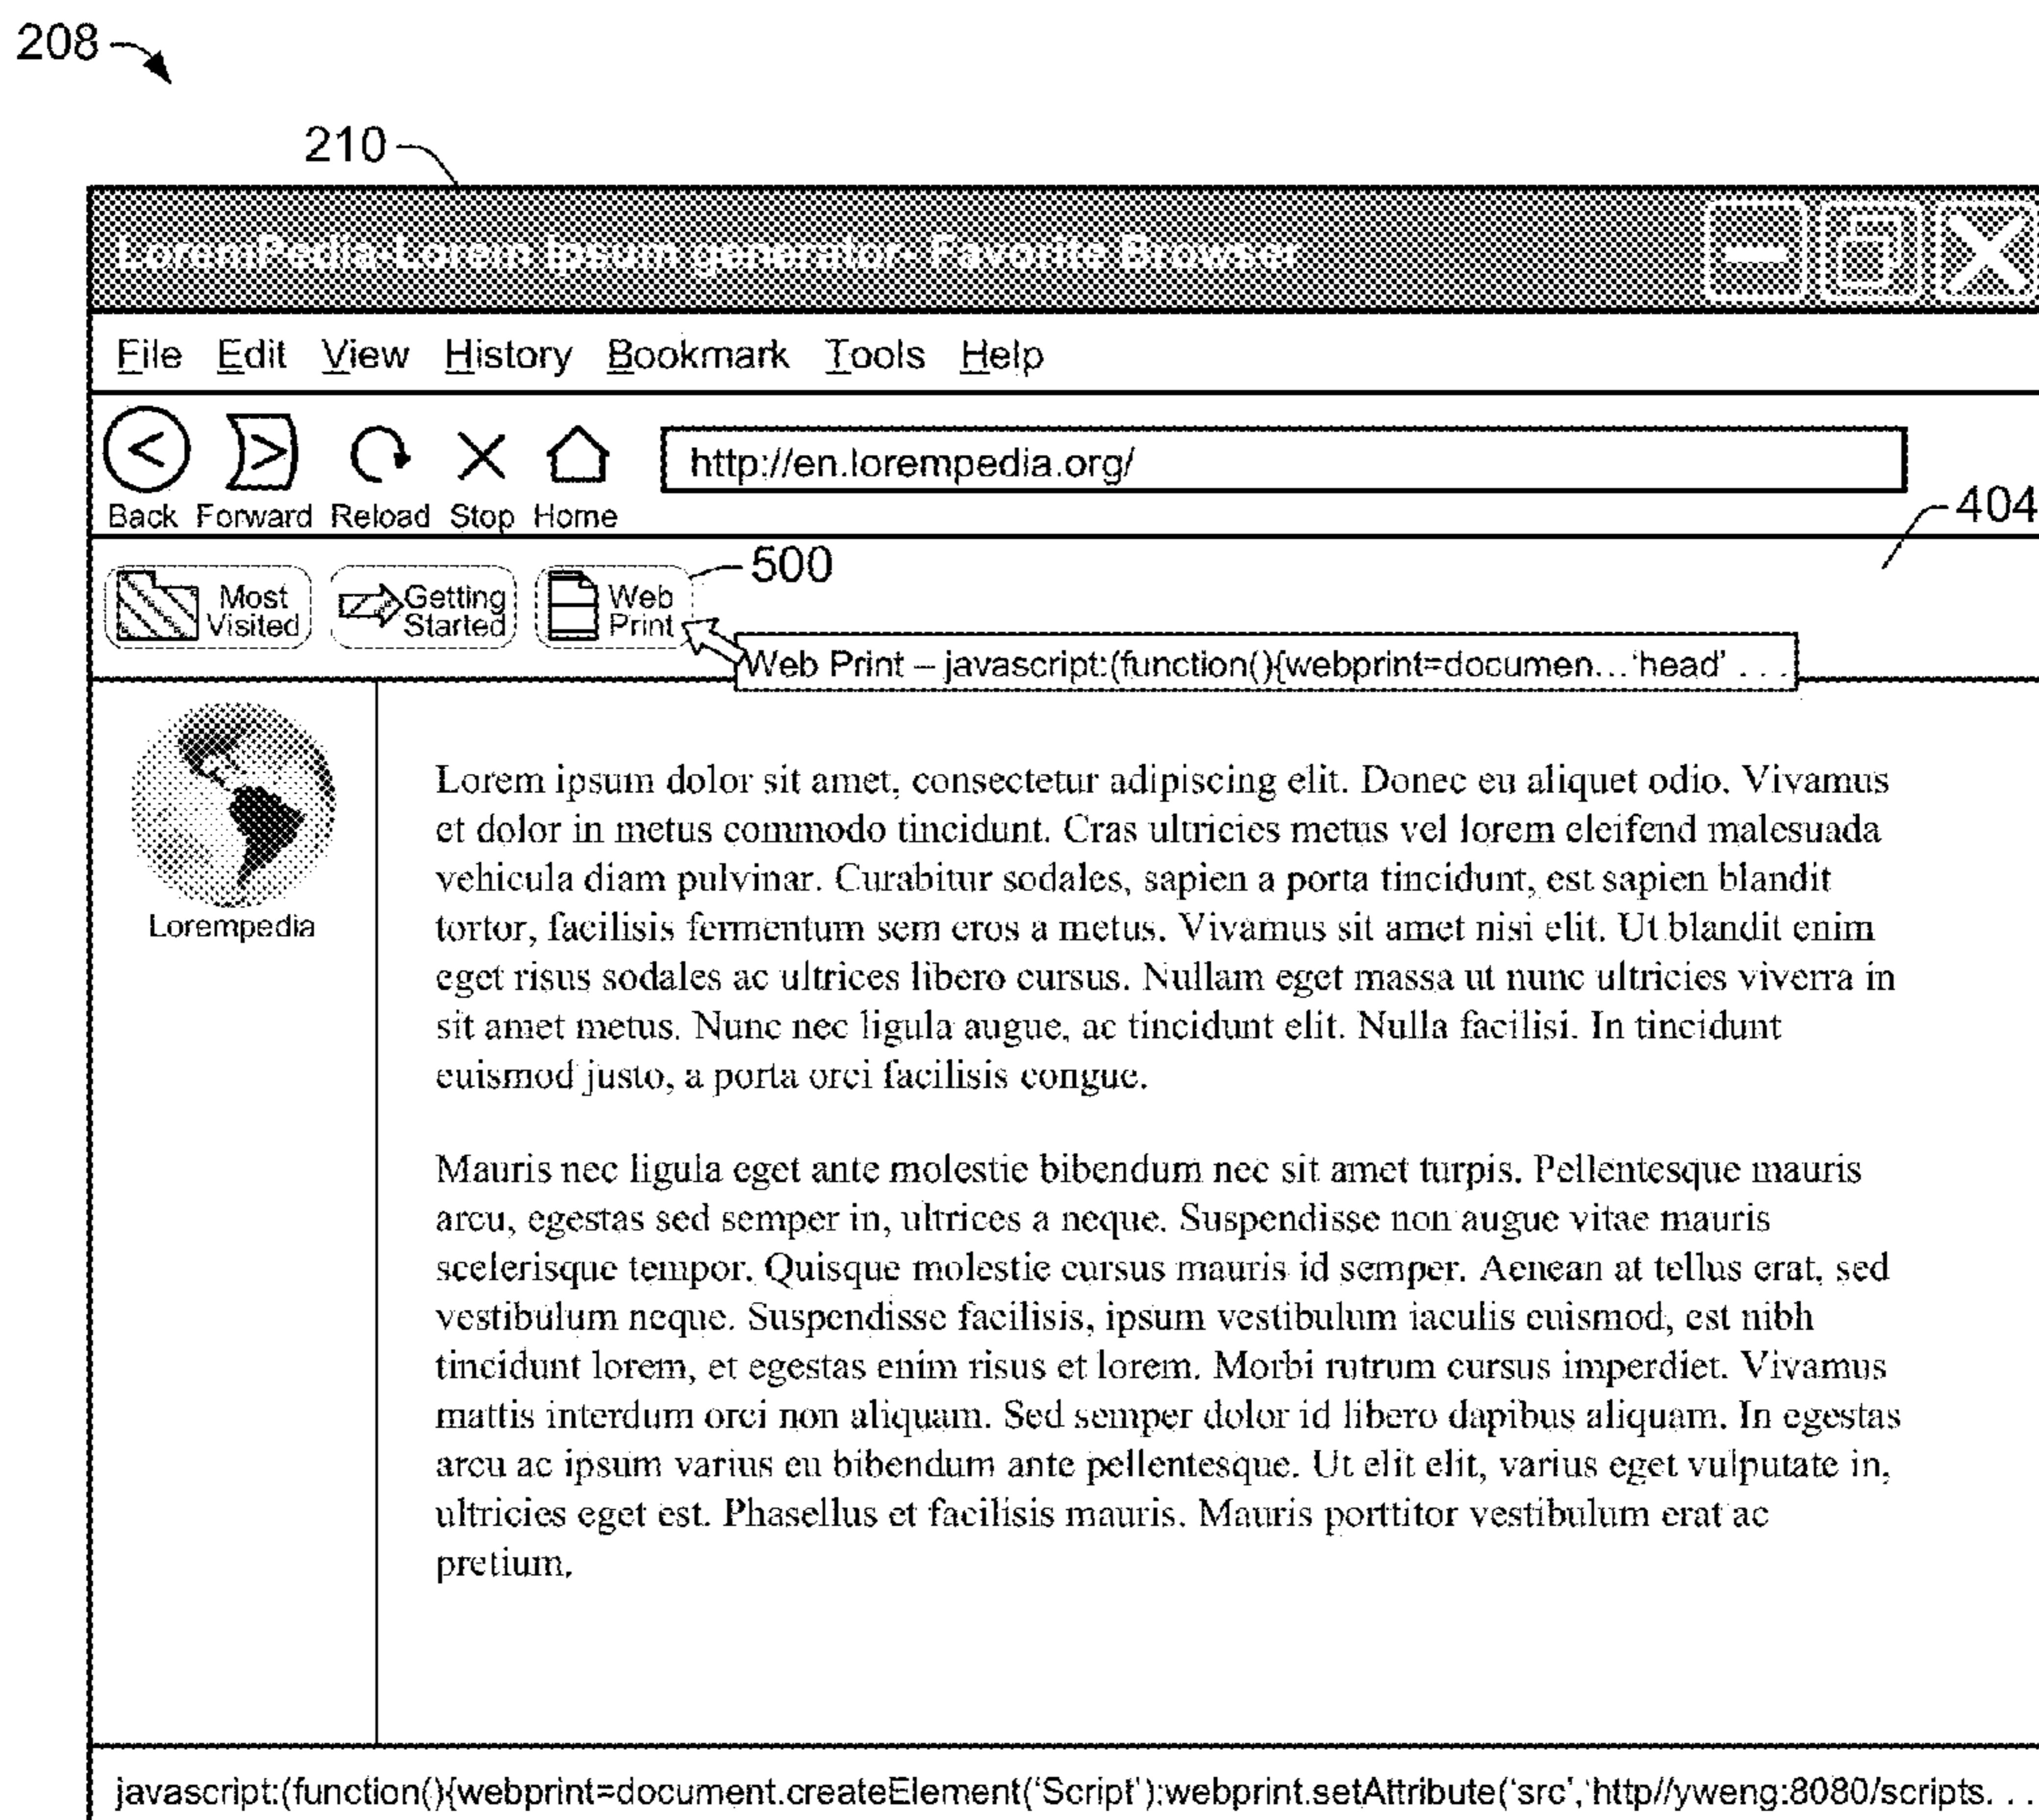 208
210
LoremPedia-Lorem Ipsum generator- Favorite Browser
File Edit View History Bookmark Tools Help
http://en.lorempedia.org/
Back Forward Reload Stop Home
404
500
Most Visited
Getting Started
Web Print
Web Print – javascript:(function(){webprint=documen...‘head’ . . .
Lorempedia
Lorem ipsum dolor sit amet, consectetur adipiscing elit. Donec eu aliquet odio. Vivamus
et dolor in metus commodo tincidunt. Cras ultricies metus vel lorem eleifend malesuada
vehicula diam pulvinar. Curabitur sodales, sapien a porta tincidunt, est sapien blandit
tortor, facilisis fermentum sem eros a metus. Vivamus sit amet nisi elit. Ut blandit enim
eget risus sodales ac ultrices libero cursus. Nullam eget massa ut nunc ultricies viverra in
sit amet metus. Nunc nec ligula augue, ac tincidunt elit. Nulla facilisi. In tincidunt
euismod justo, a porta orci facilisis congue.
Mauris nec ligula eget ante molestie bibendum nec sit amet turpis. Pellentesque mauris
arcu, egestas sed semper in, ultrices a neque. Suspendisse non augue vitae mauris
scelerisque tempor. Quisque molestie cursus mauris id semper. Aenean at tellus erat, sed
vestibulum neque. Suspendisse facilisis, ipsum vestibulum iaculis euismod, est nibh
tincidunt lorem, et egestas enim risus et lorem. Morbi rutrum cursus imperdiet. Vivamus
mattis interdum orci non aliquam. Sed semper dolor id libero dapibus aliquam. In egestas
arcu ac ipsum varius eu bibendum ante pellentesque. Ut elit elit, varius eget vulputate in,
ultricies eget est. Phasellus et facilisis mauris. Mauris porttitor vestibulum erat ac
pretium.
javascript:(function(){webprint=document.createElement(‘Script’);webprint.setAttribute(‘src’,‘http//yweng:8080/scripts. . .